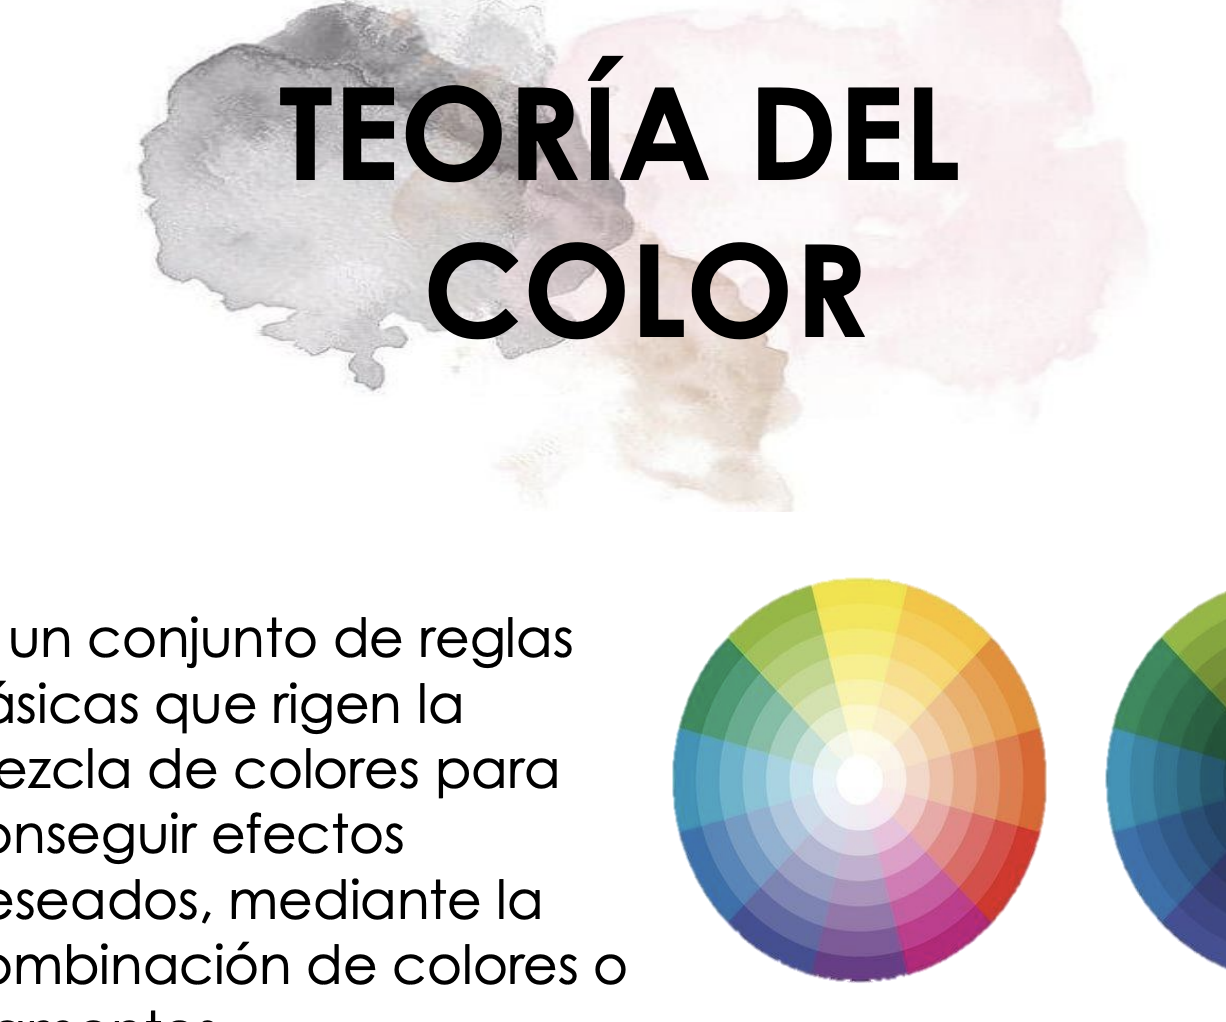 TEORÍA DEL
COLOR
un conjunto de reglas
ásicas que rigen la
ezcla de colores para
onseguir efectos
eseados, mediante la
ombinación de colores o